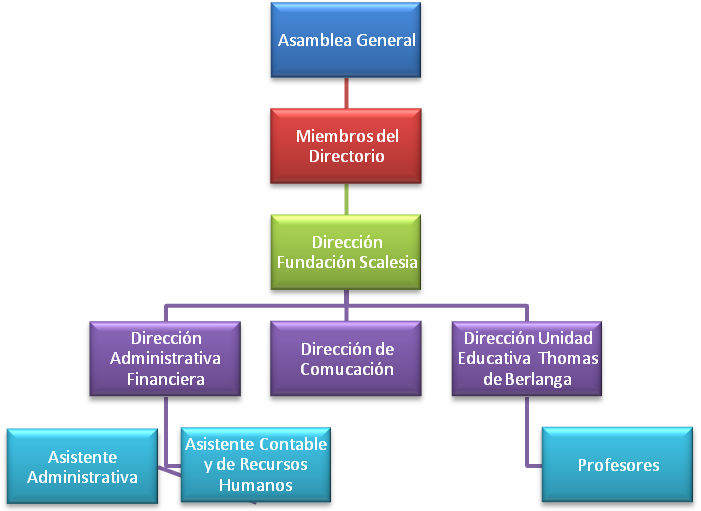 Asamblea General
Miembros del
Directorio
Dirección
Fundación Scalesia
Dirección
Administrativa
Financiera
Dirección de
Comucación
Dirección Unidad
Educativa Thomas
de Berlanga
Asistente
Administrativa
Asistente Contable
y de Recursos
Humanos
Profesores